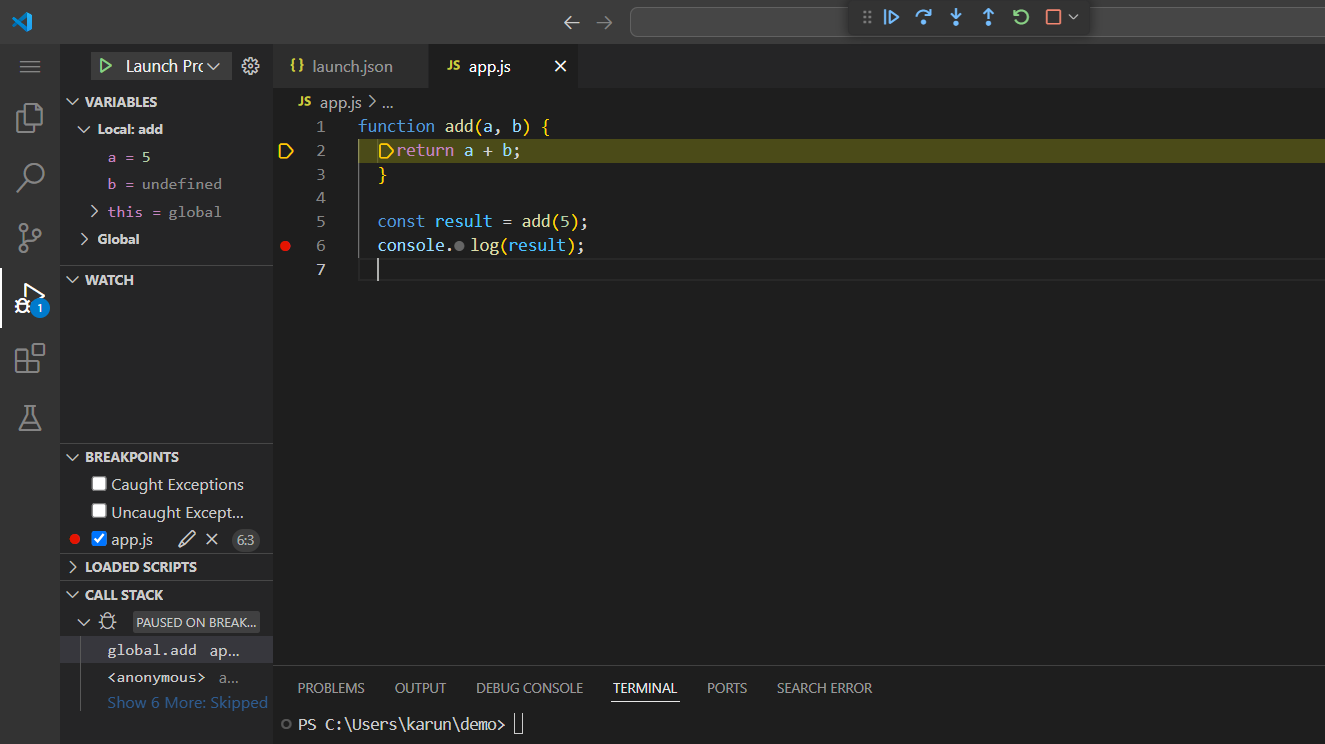 Launch Prc
{} launch.json
JS app.js
VARIABLES
Local: add
a = 5
b = undefined
this = global
Global
WATCH
BREAKPOINTS
Caught Exceptions
Uncaught Except...
app.js 6:3
LOADED SCRIPTS
CALL STACK
PAUSED ON BREAK...
global.add ap...
<anonymous> a...
Show 6 More: Skipped
1
JS app.js > ...
1 function add(a, b) {
2 return a + b;
3 }
4
5 const result = add(5);
6 console.log(result);
7
PROBLEMS OUTPUT DEBUG CONSOLE TERMINAL PORTS SEARCH ERROR
PS C:\Users\karun\demo>